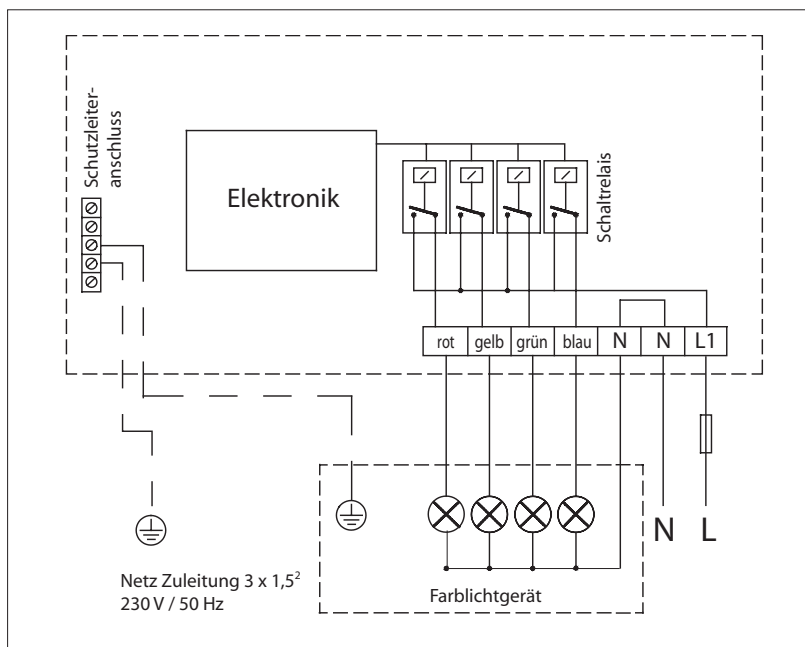 Schutzleiter-
anschluss
Elektronik
Schaltrelais
rot gelb grün blau N N L1
N L
Netz Zuleitung 3 x 1,5²
230 V / 50 Hz
Farblichtgerät